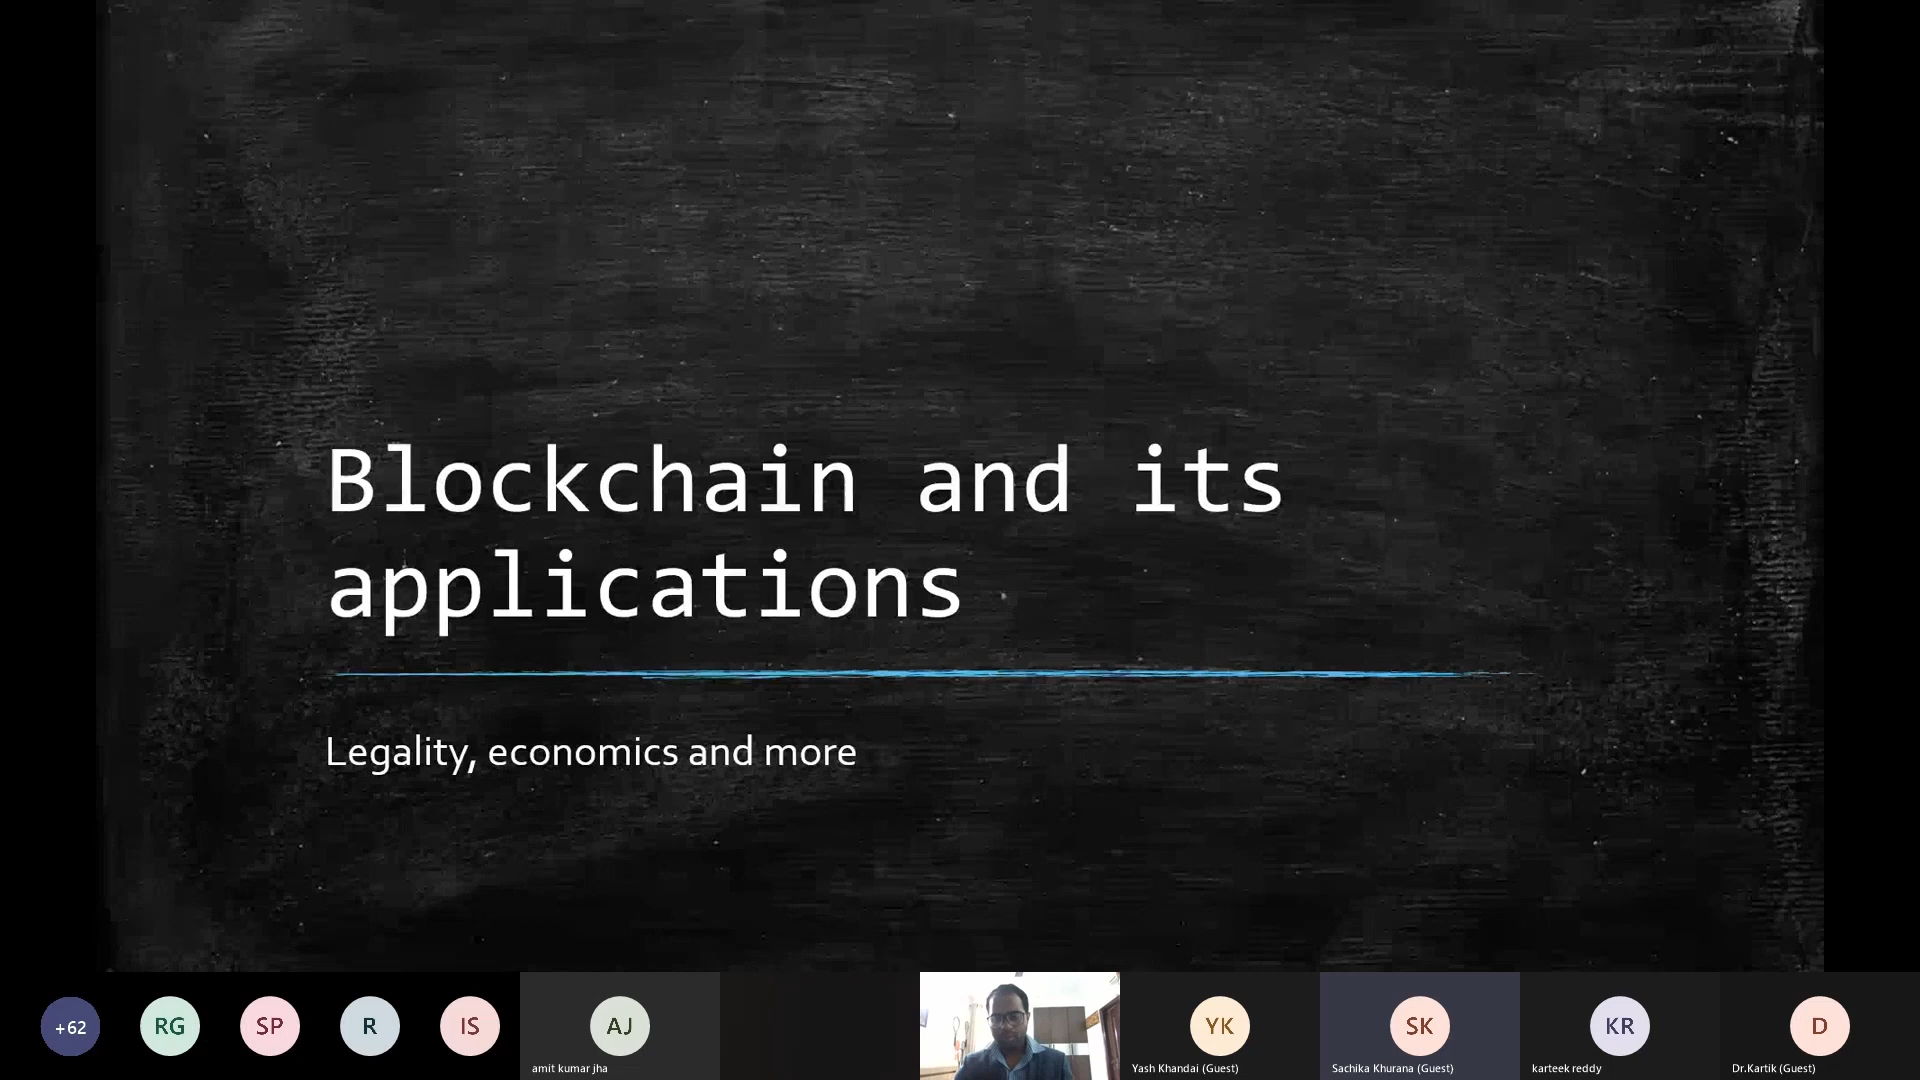 Blockchain and its
applications
Legality, economics and more
+62
RG
SP
R
IS
AJ
amit kumar jha
YK
Yash Khandai (Guest)
SK
Sachika Khurana (Guest)
KR
karteek reddy
D
Dr.Kartik (Guest)